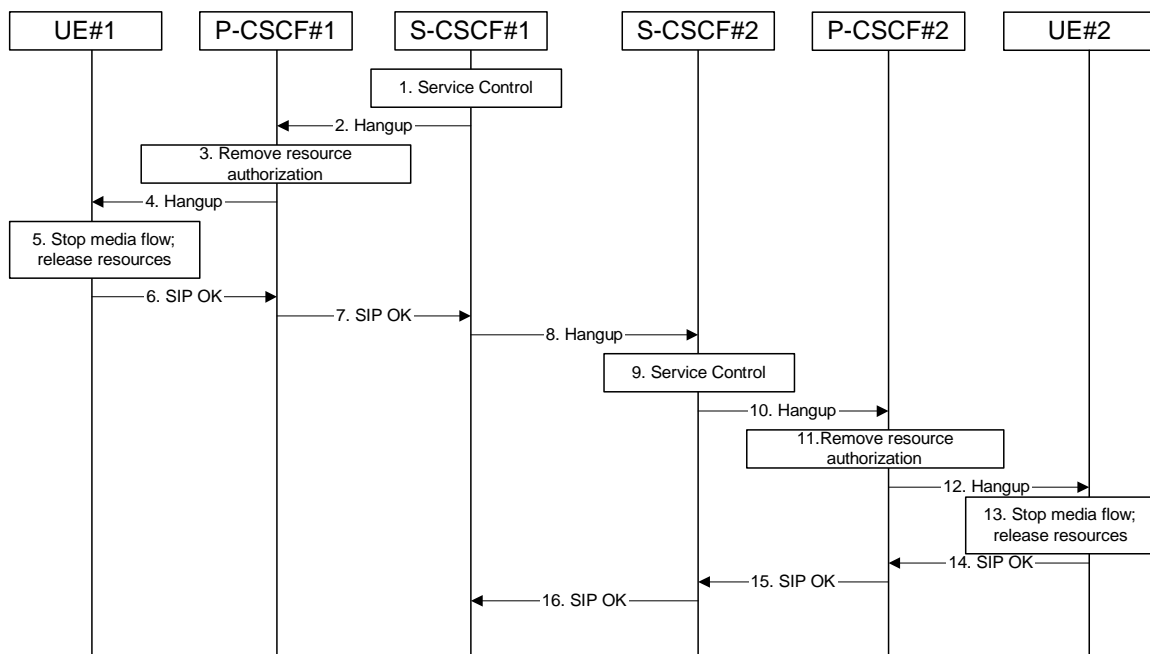 UE#1
P-CSCF#1
S-CSCF#1
S-CSCF#2
P-CSCF#2
UE#2
1. Service Control
2. Hangup
3. Remove resource
authorization
4. Hangup
5. Stop media flow;
release resources
6. SIP OK
7. SIP OK
8. Hangup
9. Service Control
10. Hangup
11.Remove resource
authorization
12. Hangup
13. Stop media flow;
release resources
14. SIP OK
15. SIP OK
16. SIP OK